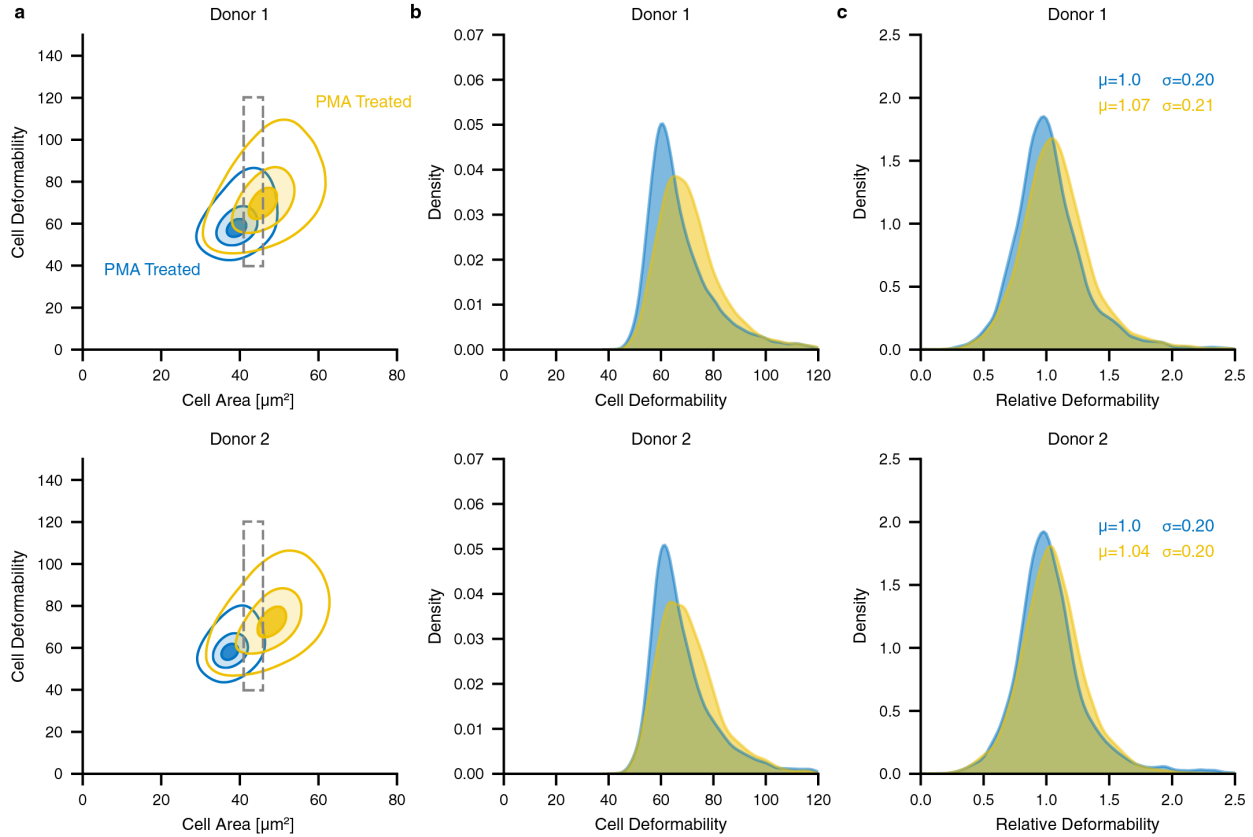 a
Donor 1
140
120
100
80
60
40
20
0
0
20
40
60
80
Cell Deformability
Cell Area [µm²]
PMA Treated
PMA Treated
b
Donor 1
0.07
0.06
0.05
0.04
0.03
0.02
0.01
0.00
0
20
40
60
80
100
120
Density
Cell Deformability
c
Donor 1
2.5
2.0
1.5
1.0
0.5
0.0
0.0
0.5
1.0
1.5
2.0
2.5
Density
Relative Deformability
µ=1.0 σ=0.20
µ=1.07 σ=0.21
Donor 2
140
120
100
80
60
40
20
0
0
20
40
60
80
Cell Deformability
Cell Area [µm²]
Donor 2
0.07
0.06
0.05
0.04
0.03
0.02
0.01
0.00
0
20
40
60
80
100
120
Density
Cell Deformability
Donor 2
2.5
2.0
1.5
1.0
0.5
0.0
0.0
0.5
1.0
1.5
2.0
2.5
Density
Relative Deformability
µ=1.0 σ=0.20
µ=1.04 σ=0.20